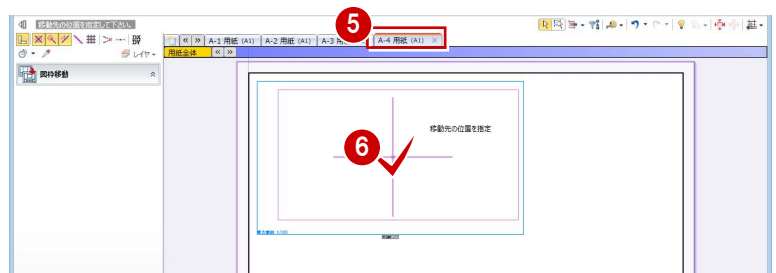 移動先の位置を指定して下さい。
5
A-1 用紙 (A1) A-2 用紙 (A1) A-3 用 A-4 用紙 (A1)
レイヤ
用紙全体
図枠移動
移動先の位置を指定
6